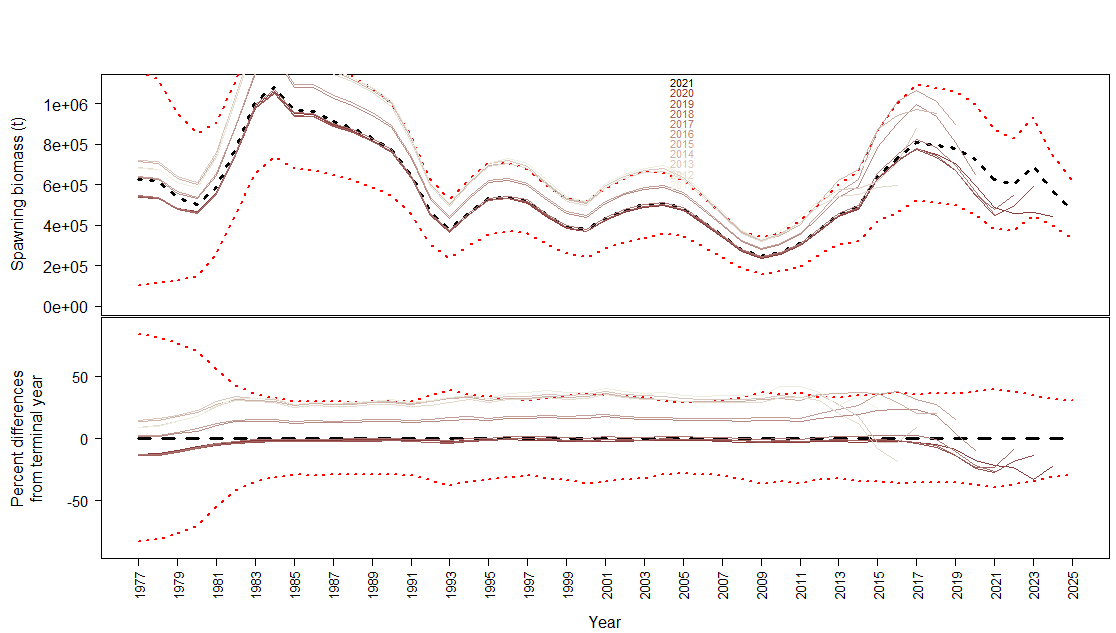 2021
2020
2019
2018
2017
2016
2015
2014
2013
2012
Spawning biomass (t)
1e+06
8e+05
6e+05
4e+05
2e+05
0e+00
Percent differences
from terminal year
50
0
-50
1977 1979 1981 1983 1985 1987 1989 1991 1993 1995 1997 1999 2001 2003 2005 2007 2009 2011 2013 2015 2017 2019 2021 2023 2025
Year